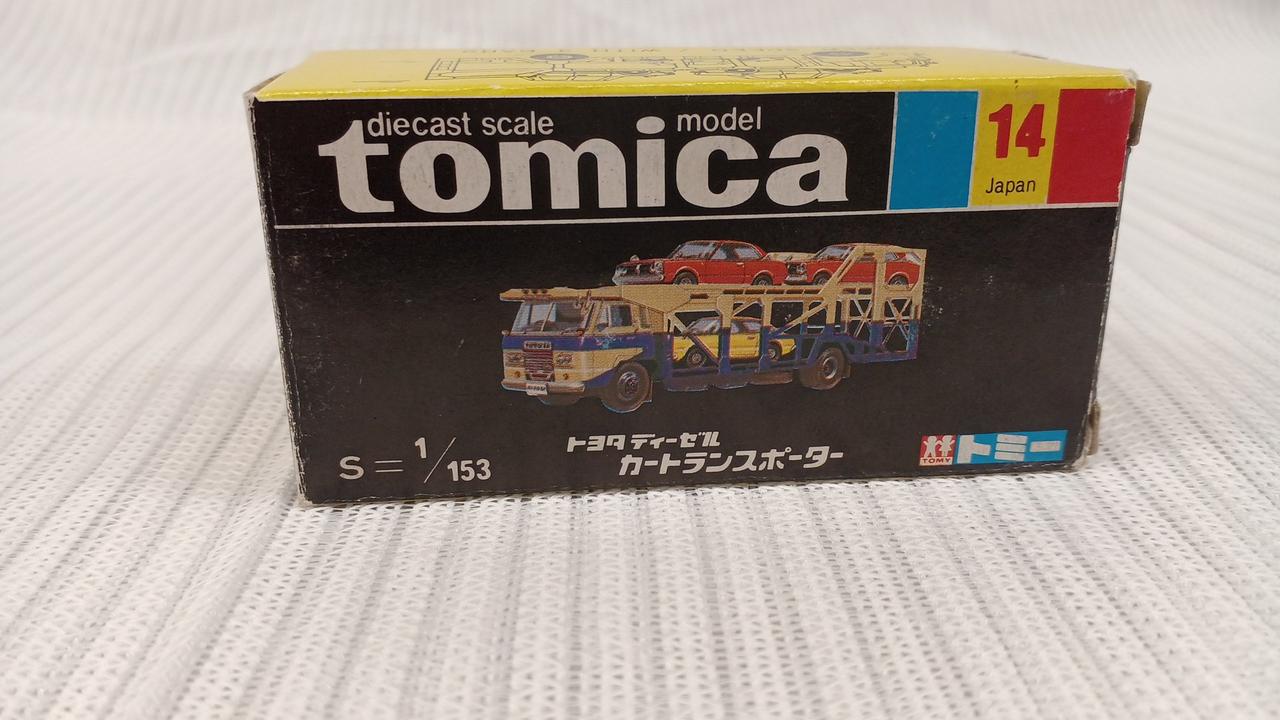 diecast scale model
tomica
14
Japan
トヨタ ディーゼル
カートランスポーター
S=1/153
TOMY
トミー